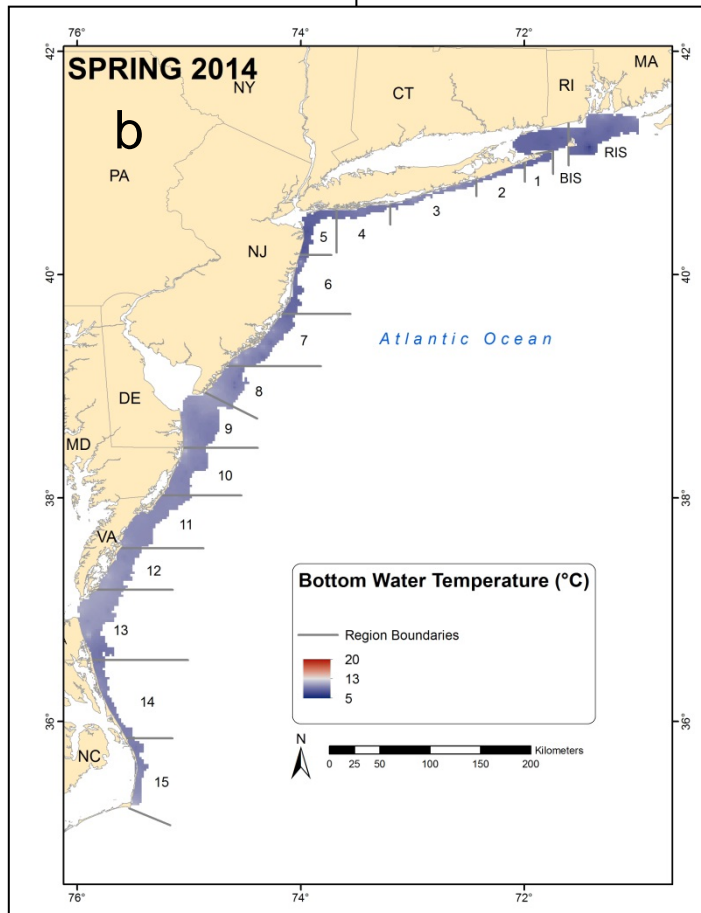 76°
74°
72°
42°
42°
SPRING 2014
b
NY
CT
RI
MA
PA
RIS
BIS
1
2
3
4
5
NJ
40°
40°
6
7
Atlantic Ocean
8
DE
9
MD
10
38°
38°
11
VA
12
13
14
36°
36°
NC
15
Bottom Water Temperature (°C)
Region Boundaries
20
13
5
N
Kilometers
0 25 50 100 150 200
76°
74°
72°